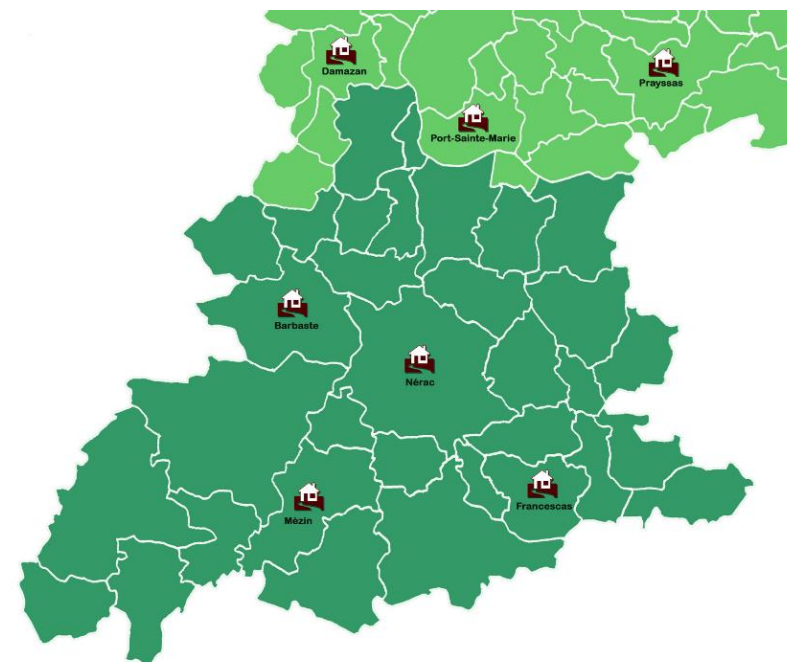 Damazan
Prayssas
Port-Sainte-Marie
Barbaste
Nérac
Mézin
Francescas